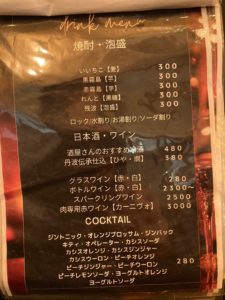 drink menu
焼酎・泡盛
いいちこ【麦】 300
黒霧島【芋】 300
赤霧島【芋】 300
れんと【黒糖】 300
残波【泡盛】 300
ロック/水割り/お湯割り/ソーダ割り
日本酒・ワイン
酒屋さんのおすすめ 480
丹波伝承仕込【ひや・燗】 380
グラスワイン【赤・白】 280
ボトルワイン【赤・白】 2300〜
スパークリングワイン 2500
肉専用赤ワイン【カーニヴォ】 3000
COCKTAIL
ジントニック・オレンジブロッサム・ジンバック
キティ・オペレーター・カシスソーダ
カシスオレンジ・カシスジンジャー
カシスウーロン・ピーチオレンジ 280
ピーチジンジャー・ピーチウーロン
ピーチレモンソーダ・ヨーグルトオレンジ
ヨーグルトソーダ